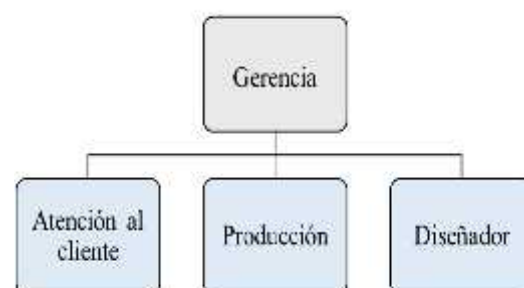 Gerencia
Atención al
cliente
Producción
Diseñador